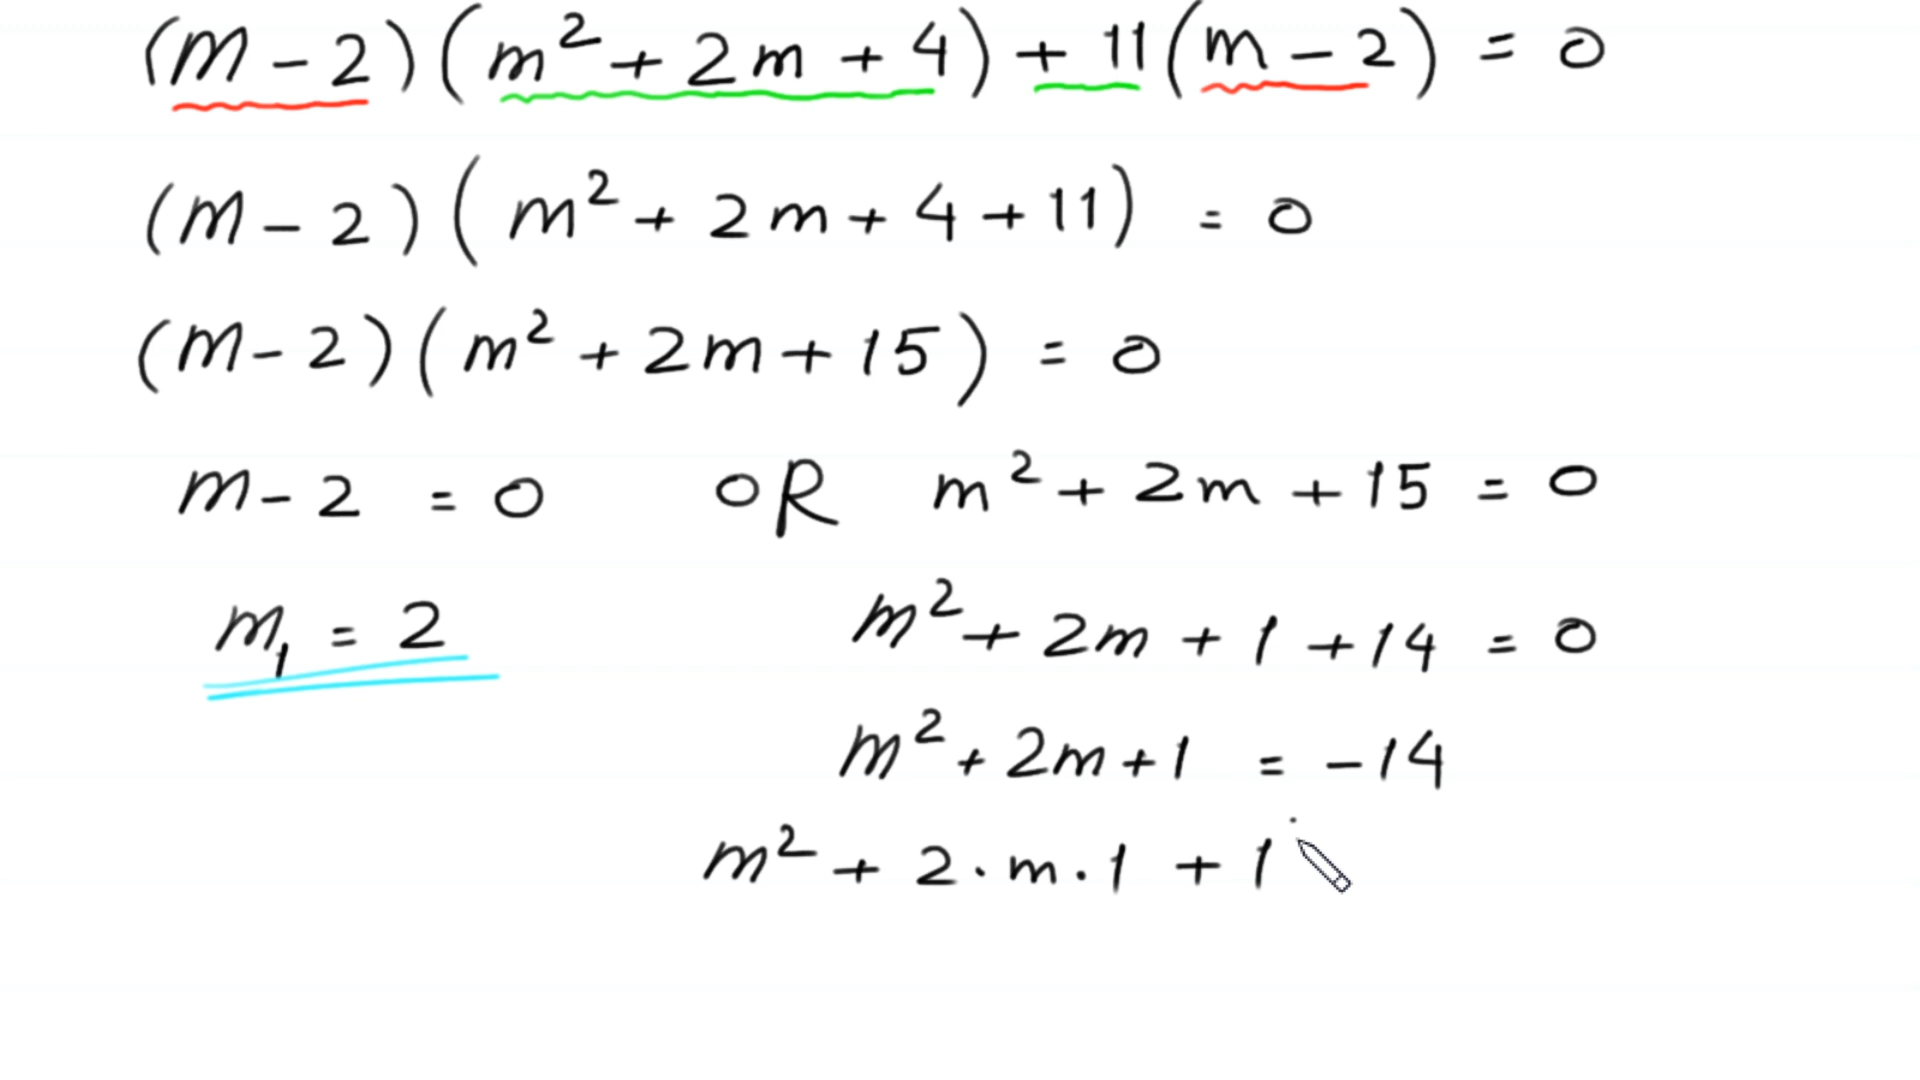 (m-2)(m²+2m+4)+11(m-2) = 0
(m-2)(m²+2m+4+11) = 0
(m-2)(m²+2m+15) = 0
m-2 = 0 OR m²+2m+15 = 0
m₁ = 2 m²+2m+1+14 = 0
m²+2m+1 = -14
m²+2·m·1+1